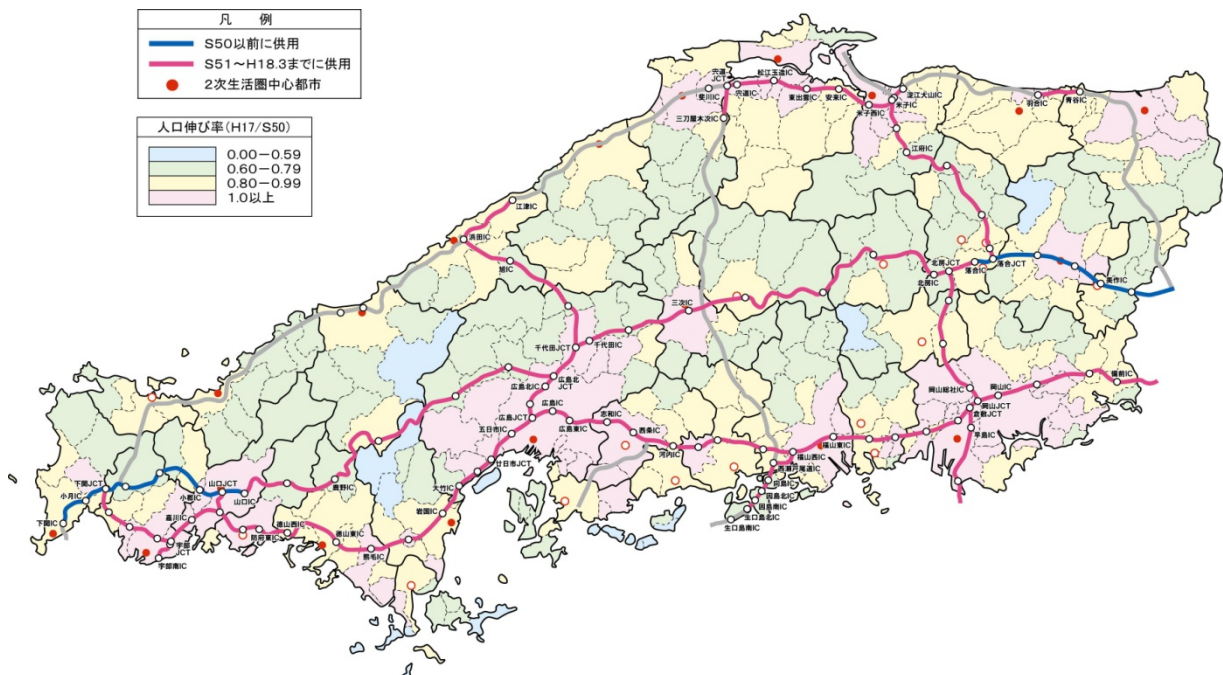 凡　例
S50以前に供用
S51～H18.3までに供用
2次生活圏中心都市
人口伸び率(H17/S50)
0.00－0.59
0.60－0.79
0.80－0.99
1.0以上
宍道JCT
松江玉造IC
斐川IC
宍道IC
東出雲IC
安来IC
淀江大山IC
米子IC
米子西IC
羽合IC
青谷IC
三刀屋木次IC
江府IC
江津IC
浜田IC
旭IC
北房JCT
落合IC
落合JCT
北房IC
美作IC
三次IC
千代田JCT
千代田IC
広島北IC
広島北JCT
岡山総社IC
岡山IC
備前IC
岡山JCT
倉敷JCT
早島IC
広島JCT
広島IC
五日市IC
広島東IC
志和IC
西条IC
河内IC
福山東IC
福山西IC
西瀬戸尾道IC
向島IC
因島北IC
因島南IC
生口島北IC
生口島南IC
廿日市JCT
大竹IC
岩国IC
鹿野IC
下関JCT
小月IC
下関IC
小郡IC
山口JCT
山口IC
嘉川IC
宇部JCT
宇部南IC
防府東IC
徳山西IC
徳山東IC
熊毛IC